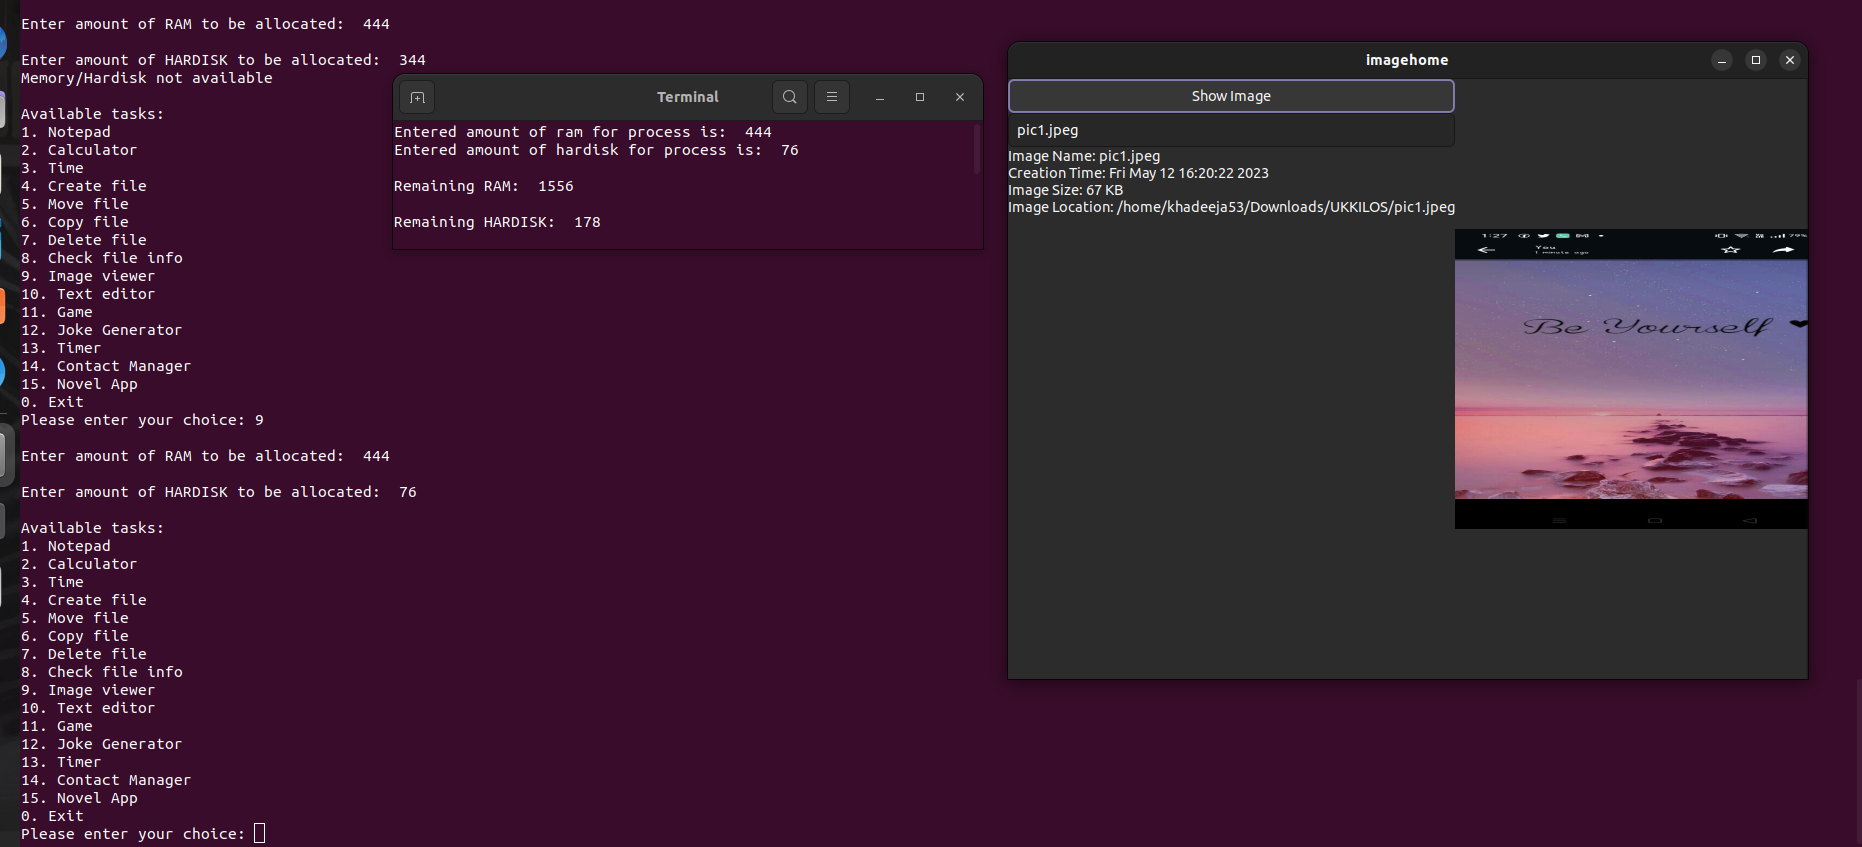 Enter amount of RAM to be allocated:  444
Enter amount of HARDISK to be allocated:  344
Memory/Hardisk not available
Available tasks:
1. Notepad
2. Calculator
3. Time
4. Create file
5. Move file
6. Copy file
7. Delete file
8. Check file info
9. Image viewer
10. Text editor
11. Game
12. Joke Generator
13. Timer
14. Contact Manager
15. Novel App
0. Exit
Please enter your choice: 9
Enter amount of RAM to be allocated:  444
Enter amount of HARDISK to be allocated:  76
Available tasks:
1. Notepad
2. Calculator
3. Time
4. Create file
5. Move file
6. Copy file
7. Delete file
8. Check file info
9. Image viewer
10. Text editor
11. Game
12. Joke Generator
13. Timer
14. Contact Manager
15. Novel App
0. Exit
Please enter your choice:
Terminal
Entered amount of ram for process is:  444
Entered amount of hardisk for process is:  76
Remaining RAM:  1556
Remaining HARDISK:  178
imagehome
Show Image
pic1.jpeg
Image Name: pic1.jpeg
Creation Time: Fri May 12 16:20:22 2023
Image Size: 67 KB
Image Location: /home/khadeeja53/Downloads/UKKILOS/pic1.jpeg
1:27 79%
You
1 minute ago
Be Yourself